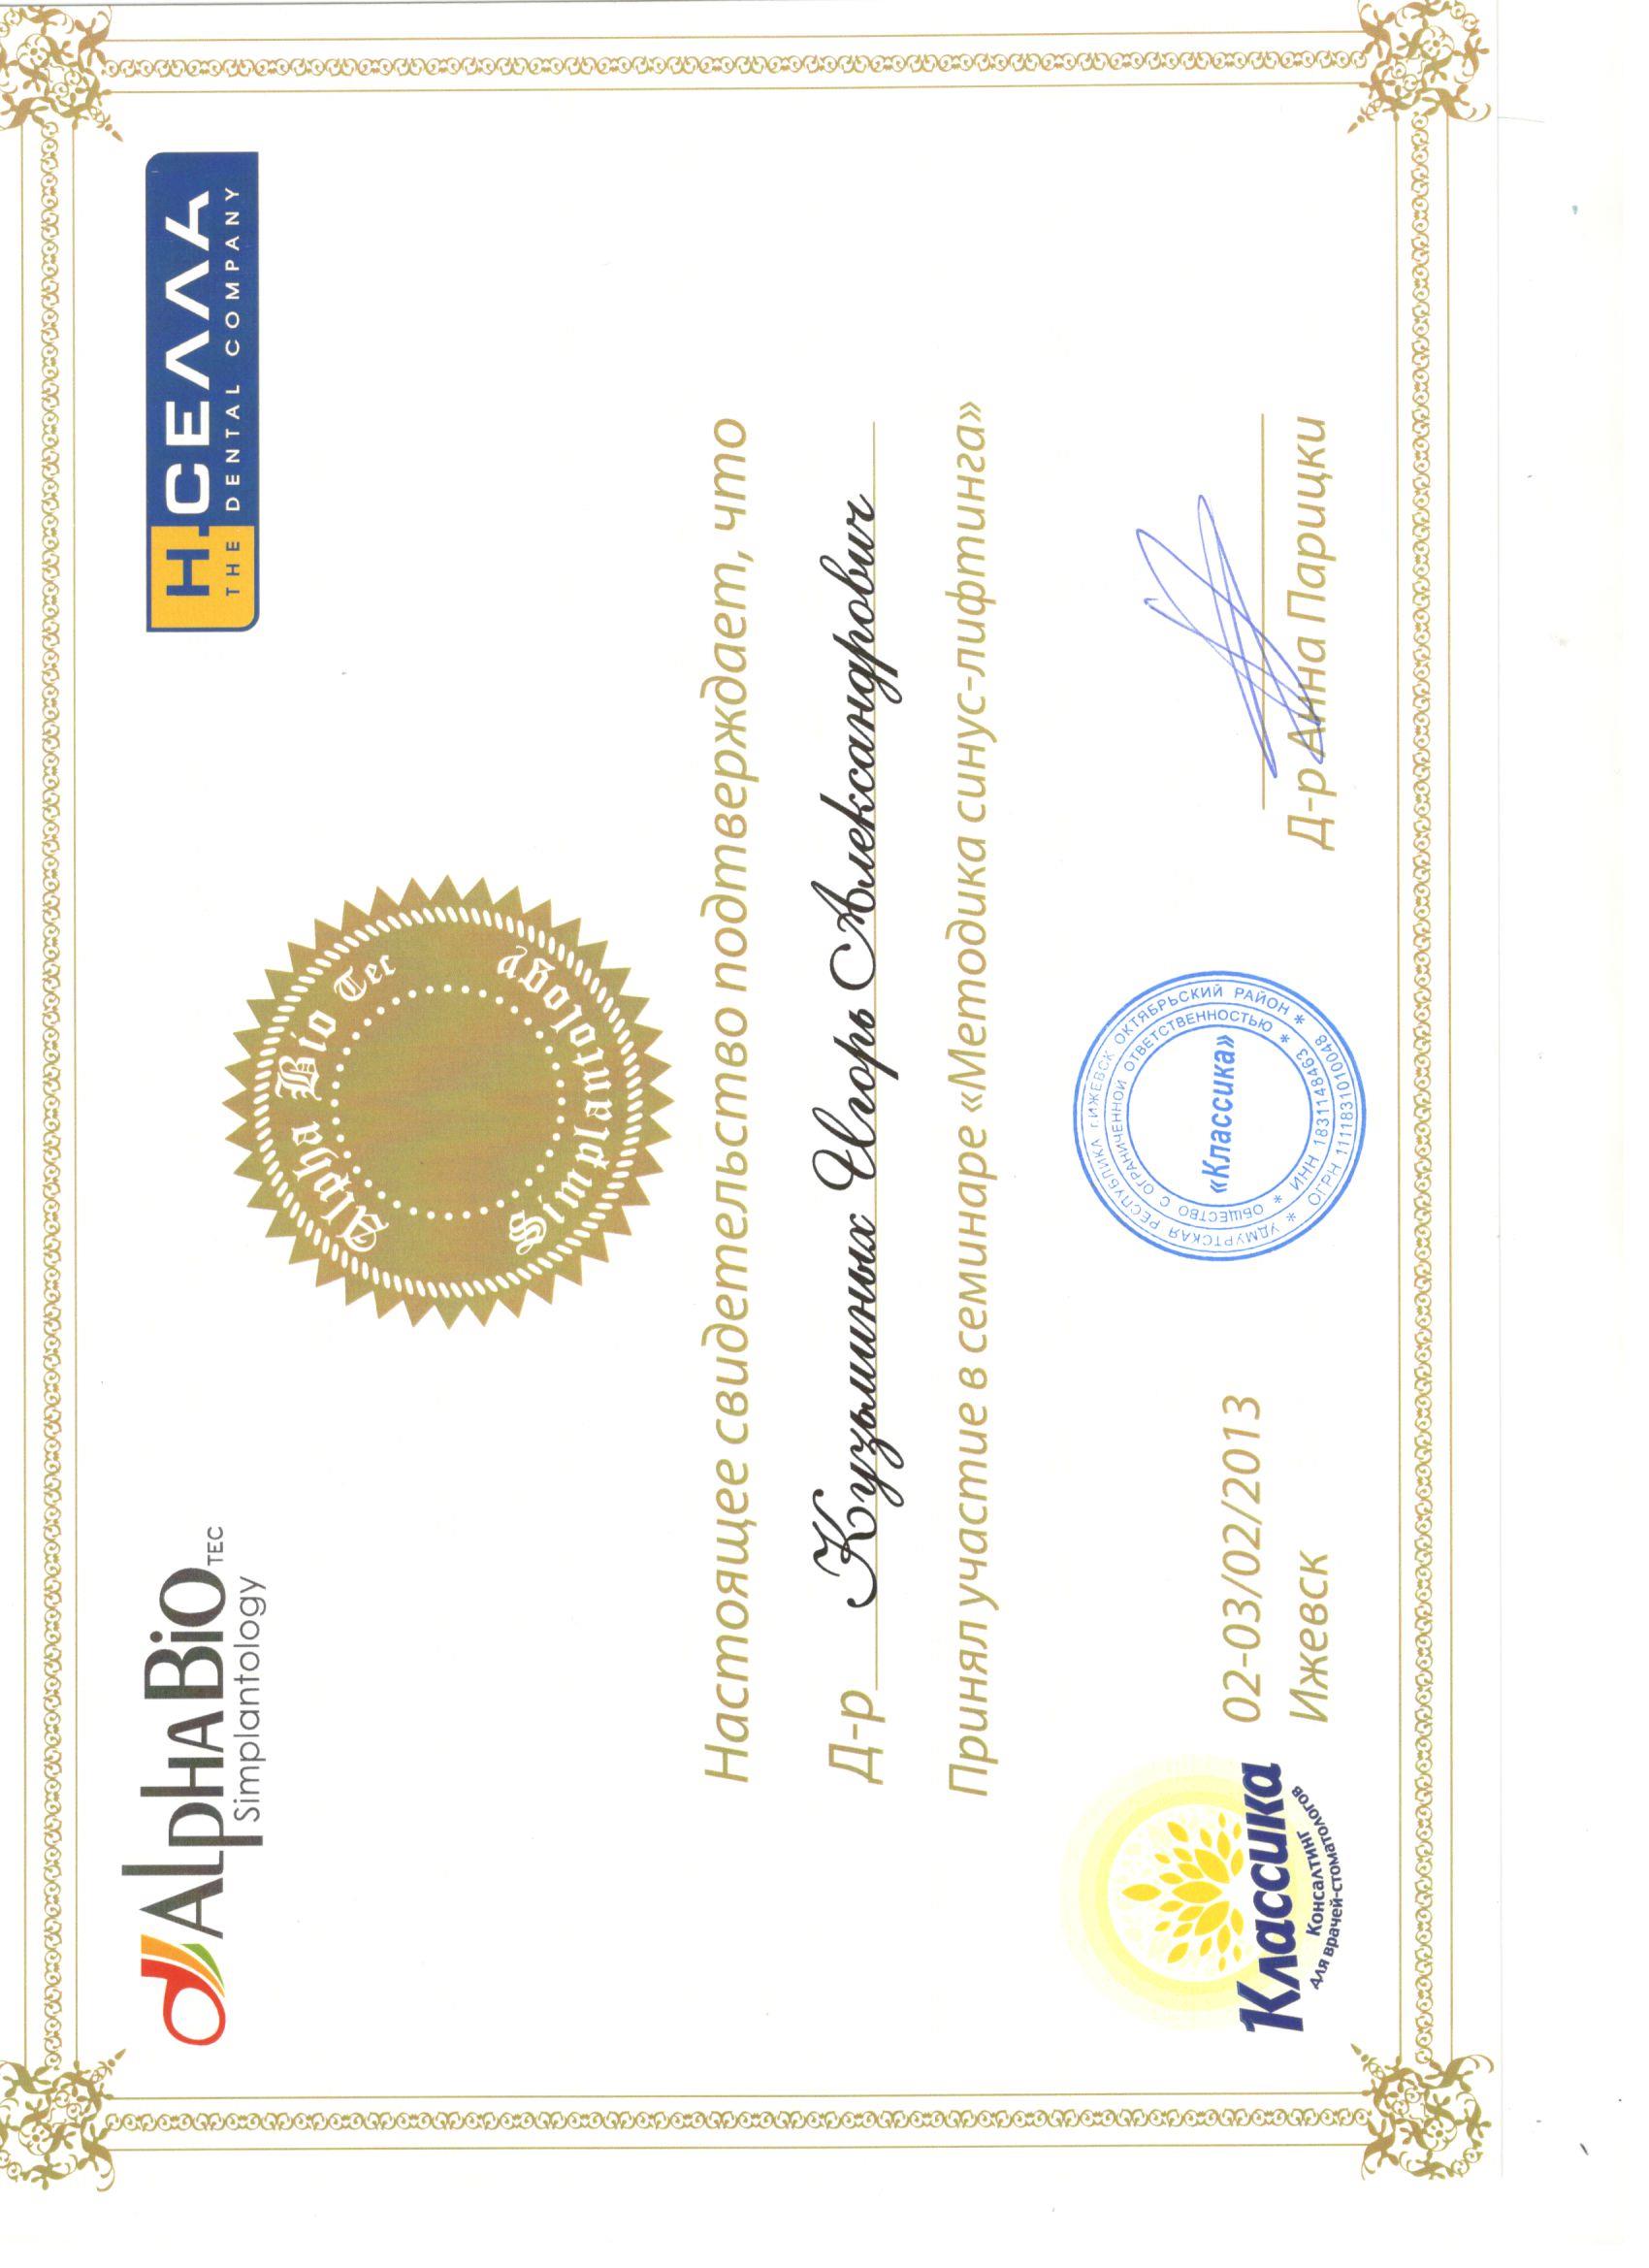 ALPHABIO TEC
Simplantology
Н-СЕЛЛА
THE DENTAL COMPANY
Alpha Bio Tec
Simplantology
Настоящее свидетельство подтверждает, что
Д-р Кузьминых Игорь Александрович
Принял участие в семинаре «Методика синус-лифтинга»
Классика
Консалтинг
для врачей-стоматологов
02-03/02/2013
Ижевск
* УДМУРТСКАЯ РЕСПУБЛИКА г.ИЖЕВСК ОКТЯБРЬСКИЙ РАЙОН *
ОГРН 1111831010048
* ОБЩЕСТВО С ОГРАНИЧЕННОЙ ОТВЕТСТВЕННОСТЬЮ *
ИНН 1831148463
«Классика»
Д-р Анна Парицки